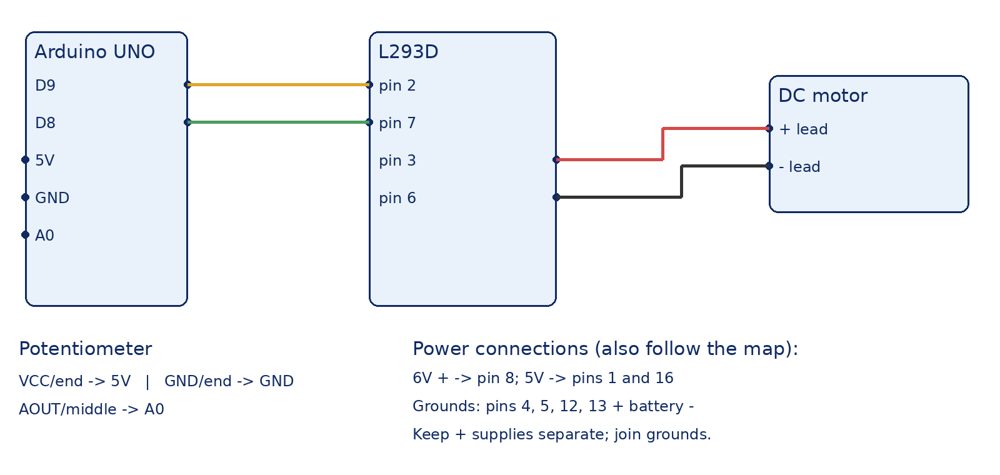 Arduino UNO
D9
D8
5V
GND
A0
L293D
pin 2
pin 7
pin 3
pin 6
DC motor
+ lead
- lead
Potentiometer
VCC/end -> 5V | GND/end -> GND
AOUT/middle -> A0
Power connections (also follow the map):
6V + -> pin 8; 5V -> pins 1 and 16
Grounds: pins 4, 5, 12, 13 + battery -
Keep + supplies separate; join grounds.